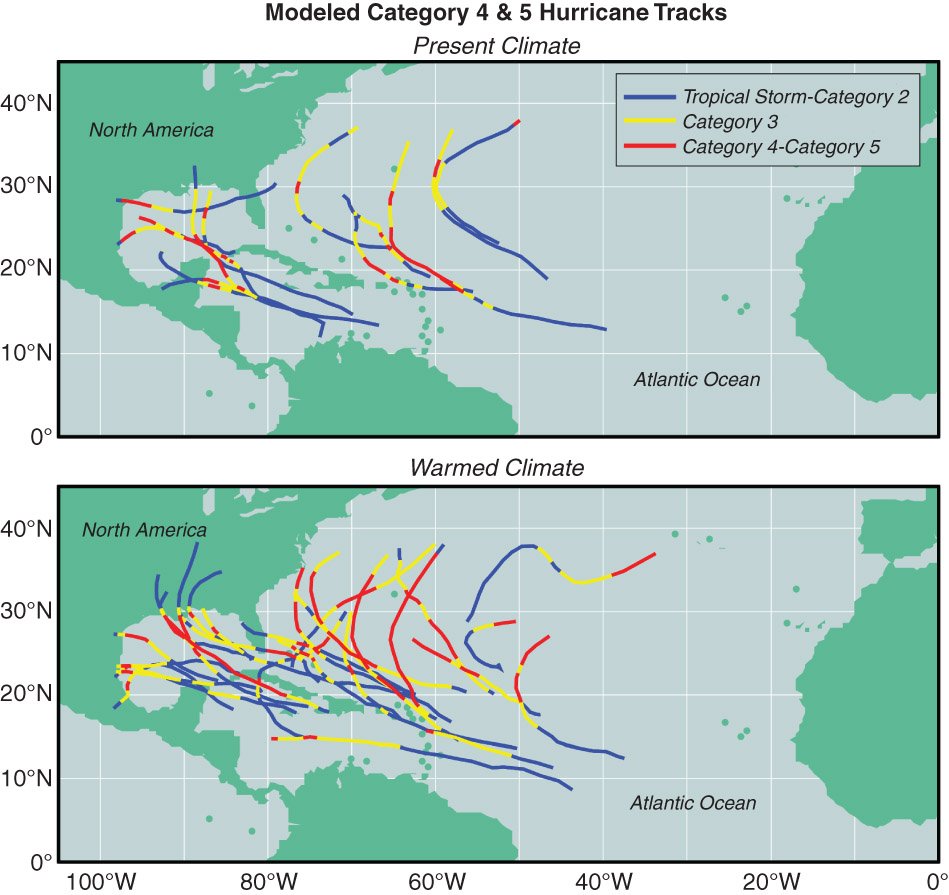 Modeled Category 4 & 5 Hurricane Tracks
Present Climate
40°N
30°N
20°N
10°N
0°
North America
Tropical Storm-Category 2
Category 3
Category 4-Category 5
Atlantic Ocean
Warmed Climate
40°N
30°N
20°N
10°N
0°
North America
Atlantic Ocean
100°W
80°W
60°W
40°W
20°W
0°